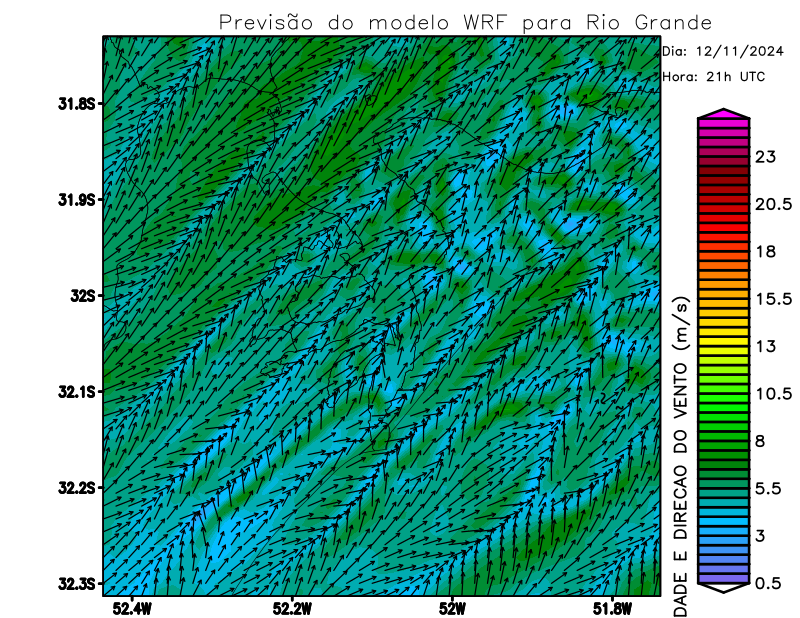 Previsão do modelo WRF para Rio Grande
Dia: 12/11/2024
Hora: 21h UTC
31.8S
31.9S
32S
32.1S
32.2S
32.3S
52.4W
52.2W
52W
51.8W
23
20.5
18
15.5
13
10.5
8
5.5
3
0.5
DADE E DIRECAO DO VENTO (m/s)